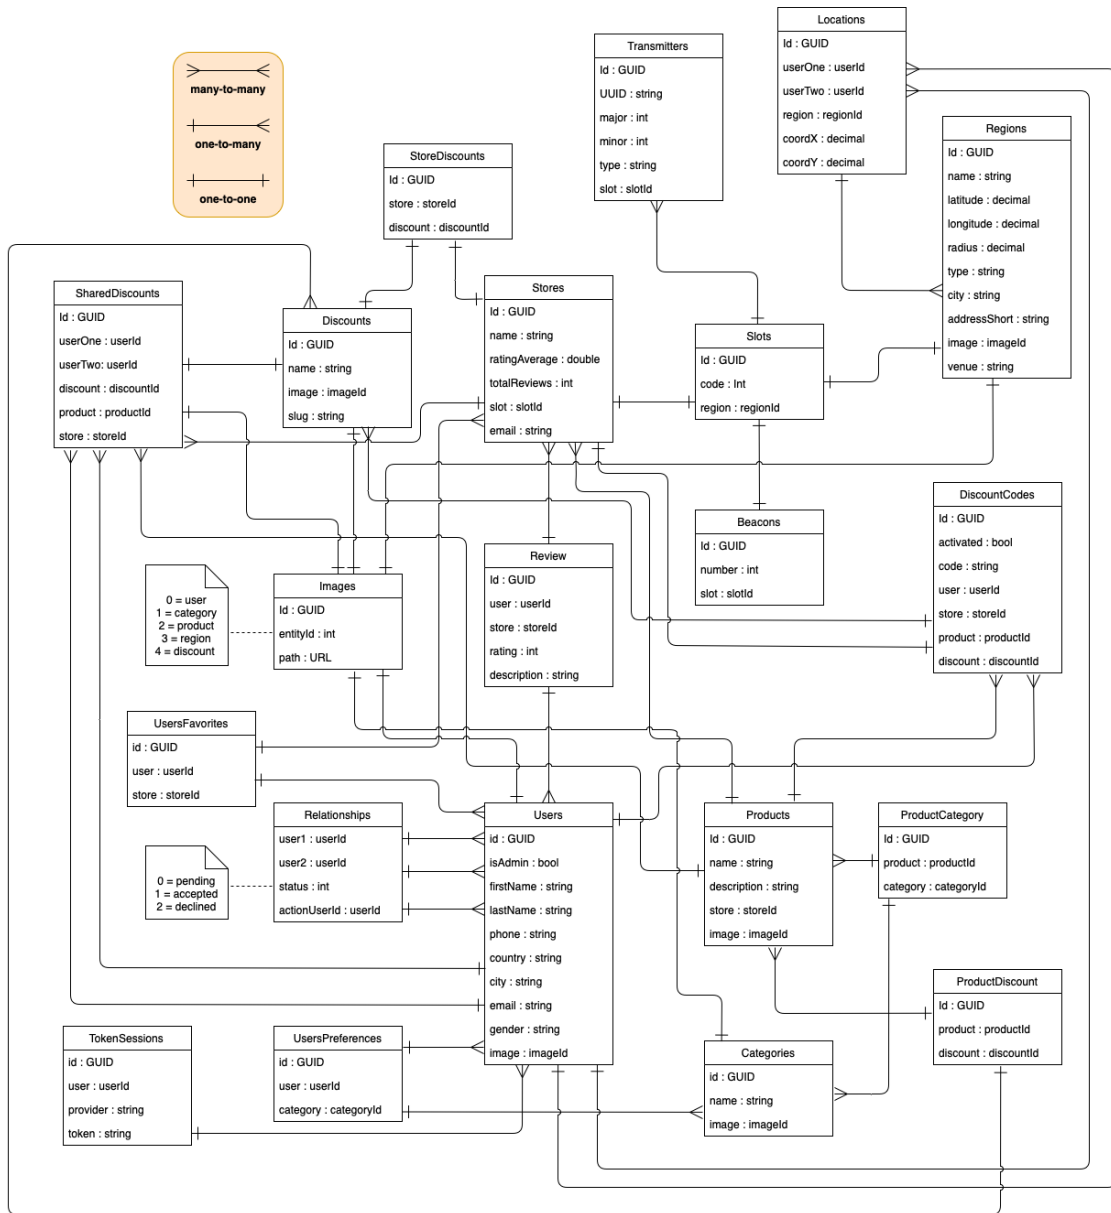 many-to-many
one-to-many
one-to-one
Locations
Id : GUID
userOne : userId
userTwo : userId
region : regionId
coordX : decimal
coordY : decimal
Transmitters
Id : GUID
UUID : string
major : int
minor : int
type : string
slot : slotId
Regions
Id : GUID
name : string
latitude : decimal
longitude : decimal
radius : decimal
type : string
city : string
addressShort : string
image : imageId
venue : string
StoreDiscounts
Id : GUID
store : storeId
discount : discountId
SharedDiscounts
Id : GUID
userOne : userId
userTwo: userId
discount : discountId
product : productId
store : storeId
Discounts
Id : GUID
name : string
image : imageId
slug : string
Stores
Id : GUID
name : string
ratingAverage : double
totalReviews : int
slot : slotId
email : string
Slots
Id : GUID
code : Int
region : regionId
Beacons
Id : GUID
number : int
slot : slotId
DiscountCodes
Id : GUID
activated : bool
code : string
user : userId
store : storeId
product : productId
discount : discountId
Review
Id : GUID
user : userId
store : storeId
rating : int
description : string
Images
Id : GUID
entityId : int
path : URL
0 = user
1 = category
2 = product
3 = region
4 = discount
UsersFavorites
id : GUID
user : userId
store : storeId
Relationships
user1 : userId
user2 : userId
status : int
actionUserId : userId
0 = pending
1 = accepted
2 = declined
Users
id : GUID
isAdmin : bool
firstName : string
lastName : string
phone : string
country : string
city : string
email : string
gender : string
image : imageId
Products
Id : GUID
name : string
description : string
store : storeId
image : imageId
ProductCategory
Id : GUID
product : productId
category : categoryId
ProductDiscount
Id : GUID
product : productId
discount : discountId
TokenSessions
id : GUID
user : userId
provider : string
token : string
UsersPreferences
id : GUID
user : userId
category : categoryId
Categories
id : GUID
name : string
image : imageId